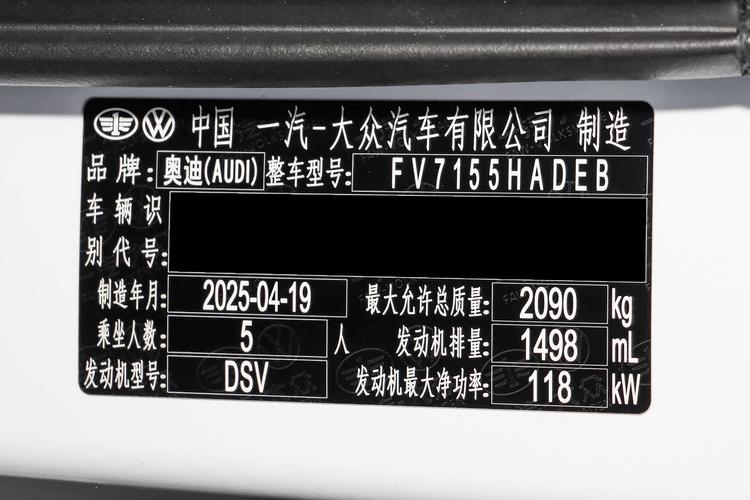 中国 一汽-大众汽车有限公司 制造
品牌: 奥迪(AUDI) 整车型号: FV7155HADEB
车辆识
别代号:
制造年月: 2025-04-19 最大允许总质量: 2090 kg
乘坐人数: 5 人 发动机排量: 1498 mL
发动机型号: DSV 发动机最大净功率: 118 kW